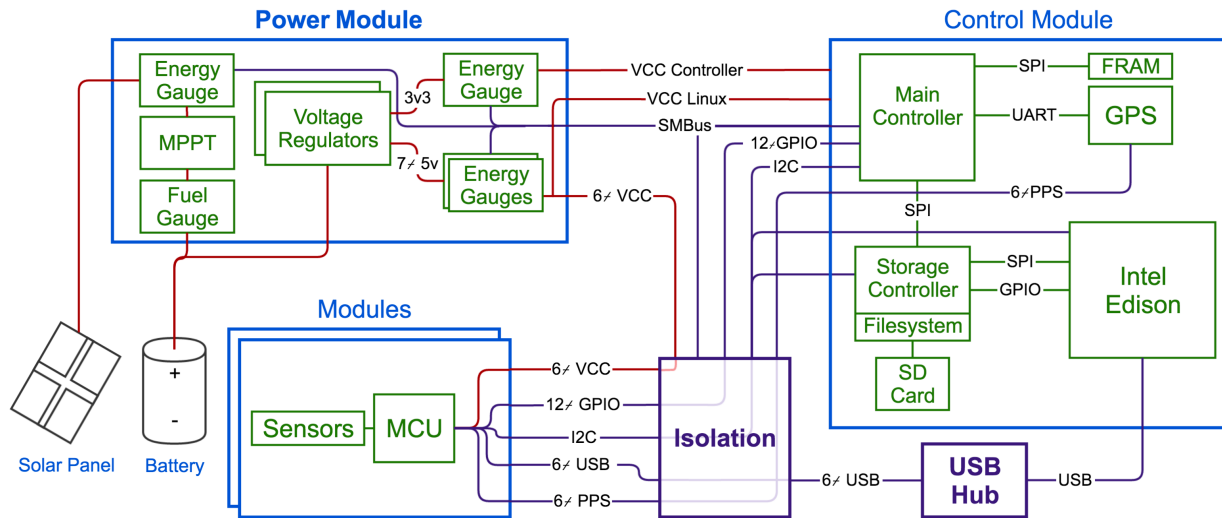 Power Module
Control Module
Energy
Gauge
MPPT
Fuel
Gauge
Voltage
Regulators
3v3
7≁ 5v
Energy
Gauge
Energy
Gauges
VCC Controller
VCC Linux
SMBus
12≁GPIO
I2C
6≁ VCC
6≁PPS
Main
Controller
SPI
FRAM
UART
GPS
SPI
Storage
Controller
Filesystem
SPI
GPIO
Intel
Edison
SD
Card
Solar Panel
+
-
Battery
Modules
Sensors
MCU
6≁ VCC
12≁ GPIO
I2C
6≁ USB
6≁ PPS
Isolation
6≁ USB
USB
Hub
USB